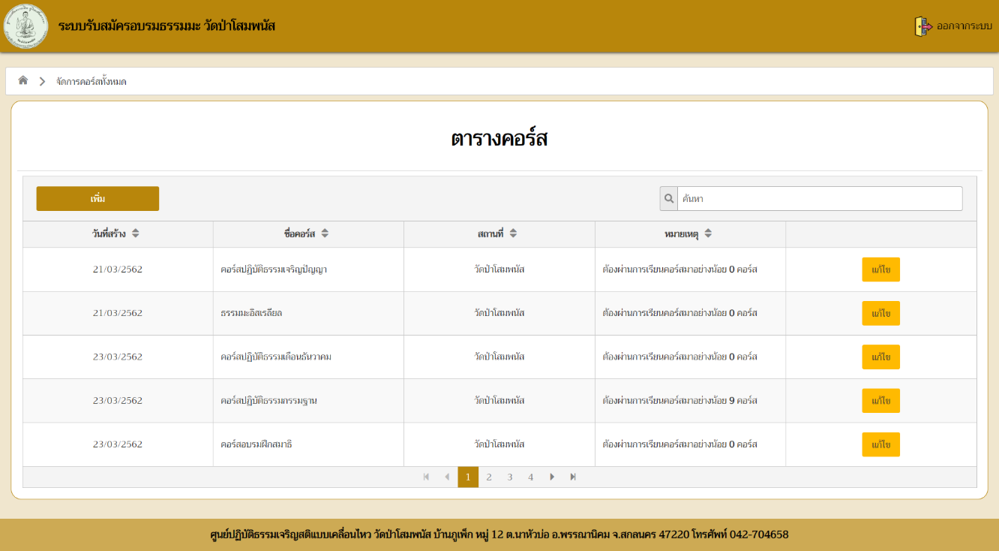 ระบบรับสมัครอบรมธรรมมะ วัดป่าโสมพนัส
ออกจากระบบ
จัดการคอร์สทั้งหมด
ตารางคอร์ส
เพิ่ม
ค้นหา
วันที่สร้าง ชื่อคอร์ส สถานที่ หมายเหตุ
21/03/2562 คอร์สปฏิบัติธรรมเจริญปัญญา วัดป่าโสมพนัส ต้องผ่านการเรียนคอร์สมาอย่างน้อย 0 คอร์ส แก้ไข
21/03/2562 ธรรมมะอิสเรลียล วัดป่าโสมพนัส ต้องผ่านการเรียนคอร์สมาอย่างน้อย 0 คอร์ส แก้ไข
23/03/2562 คอร์สปฏิบัติธรรมเดือนธันวาคม วัดป่าโสมพนัส ต้องผ่านการเรียนคอร์สมาอย่างน้อย 0 คอร์ส แก้ไข
23/03/2562 คอร์สปฏิบัติธรรมกรรมฐาน วัดป่าโสมพนัส ต้องผ่านการเรียนคอร์สมาอย่างน้อย 9 คอร์ส แก้ไข
23/03/2562 คอร์สอบรมฝึกสมาธิ วัดป่าโสมพนัส ต้องผ่านการเรียนคอร์สมาอย่างน้อย 0 คอร์ส แก้ไข
1 2 3 4
ศูนย์ปฏิบัติธรรมเจริญสติแบบเคลื่อนไหว วัดป่าโสมพนัส บ้านภูเพ็ก หมู่ 12 ต.นาหัวบ่อ อ.พรรณานิคม จ.สกลนคร 47220 โทรศัพท์ 042-704658